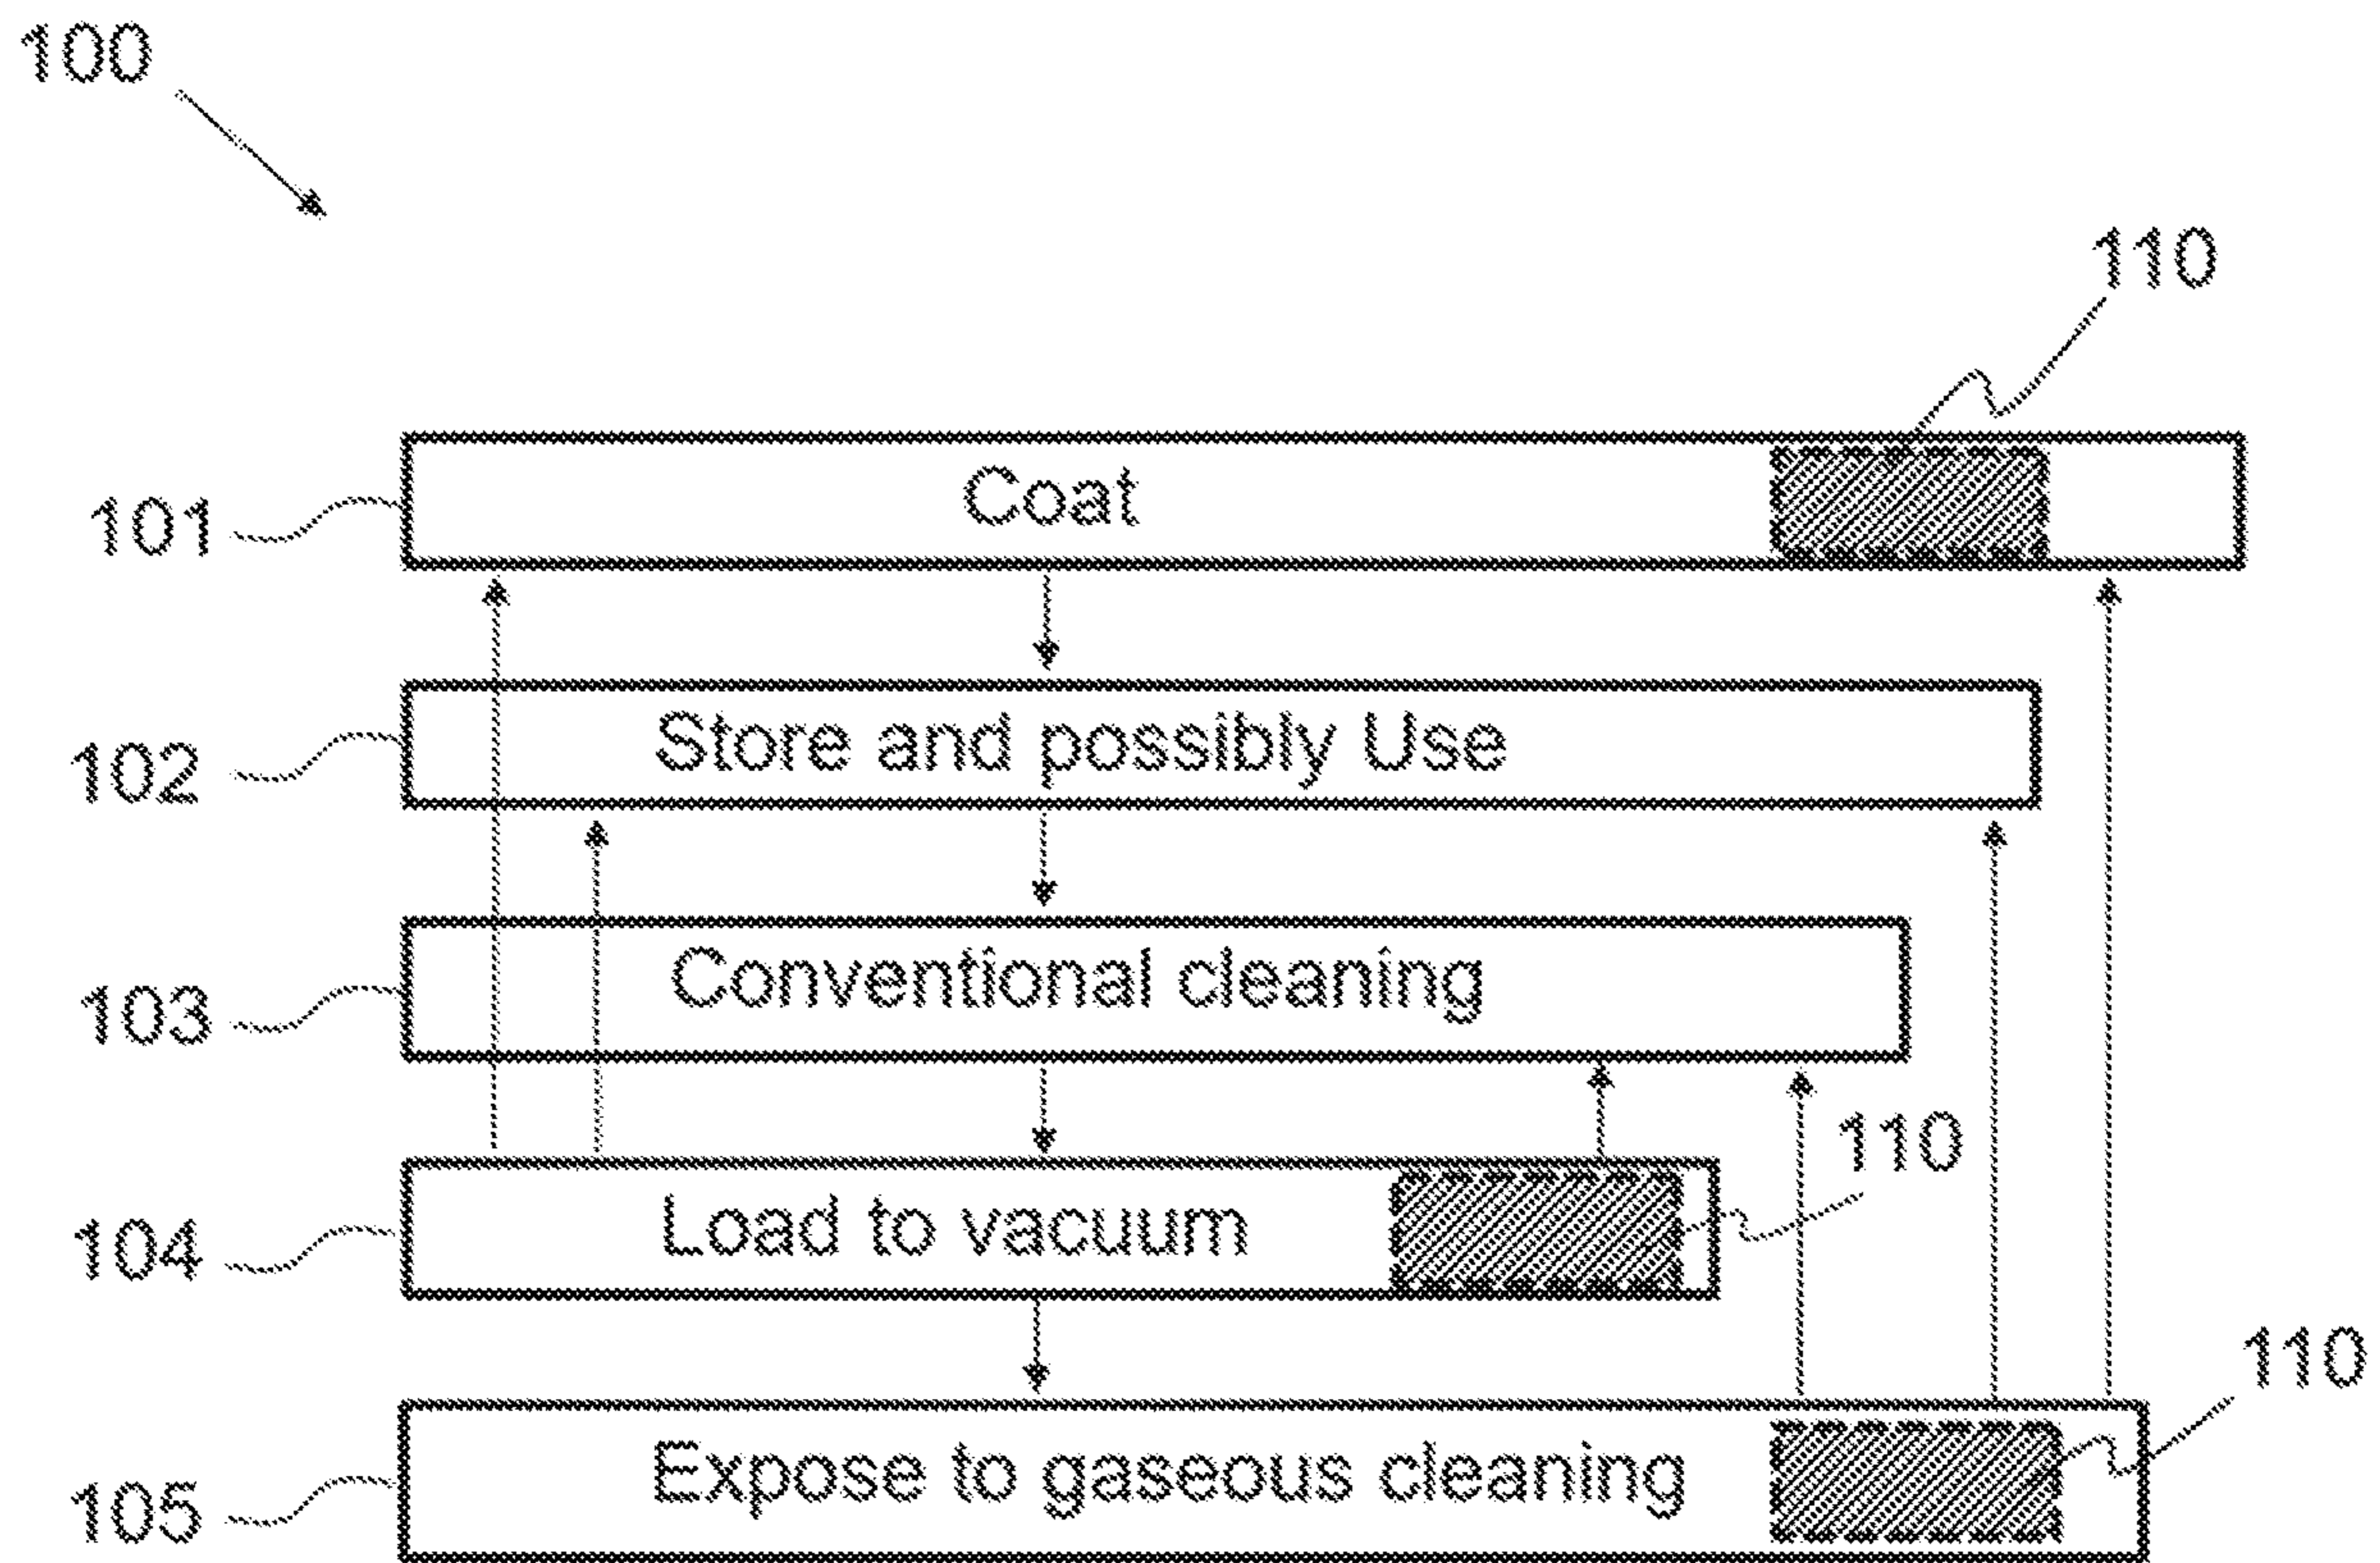 100
110
101 Coat
102 Store and possibly Use
103 Conventional cleaning
110
104 Load to vacuum
110
105 Expose to gaseous cleaning